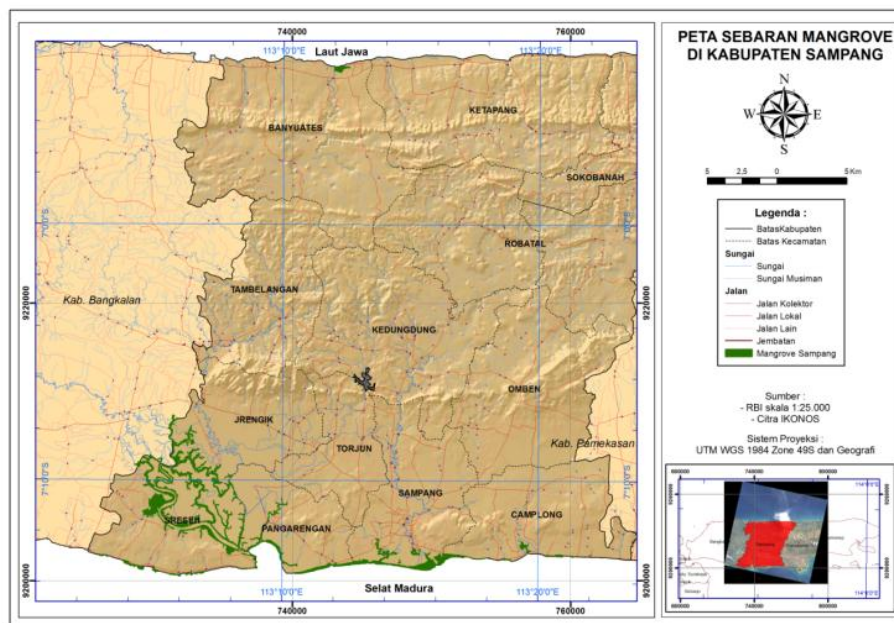 740000
760000
113°10'0"E
Laut Jawa
113°20'0"E
KETAPANG
BANYUATES
SOKOBANAH
7°0'0"S
7°0'0"S
ROBATAL
TAMBELANGAN
Kab. Bangkalan
9220000
9220000
KEDUNGDUNG
OMBEN
JRENGIK
TORJUN
Kab. Pamekasan
7°10'0"S
7°10'0"S
SAMPANG
SRESEH
PANGARENGAN
CAMPLONG
9200000
9200000
Selat Madura
113°10'0"E
113°20'0"E
740000
760000
PETA SEBARAN MANGROVE
DI KABUPATEN SAMPANG
N
W
E
S
5
2,5
0
5 Km
Legenda :
BatasKabupaten
Batas Kecamatan
Sungai
Sungai
Sungai Musiman
Jalan
Jalan Kolektor
Jalan Lokal
Jalan Lain
Jembatan
Mangrove Sampang
Sumber :
- RBI skala 1:25.000
- Citra IKONOS
Sistem Proyeksi :
UTM WGS 1984 Zone 49S dan Geografi
740000
740000